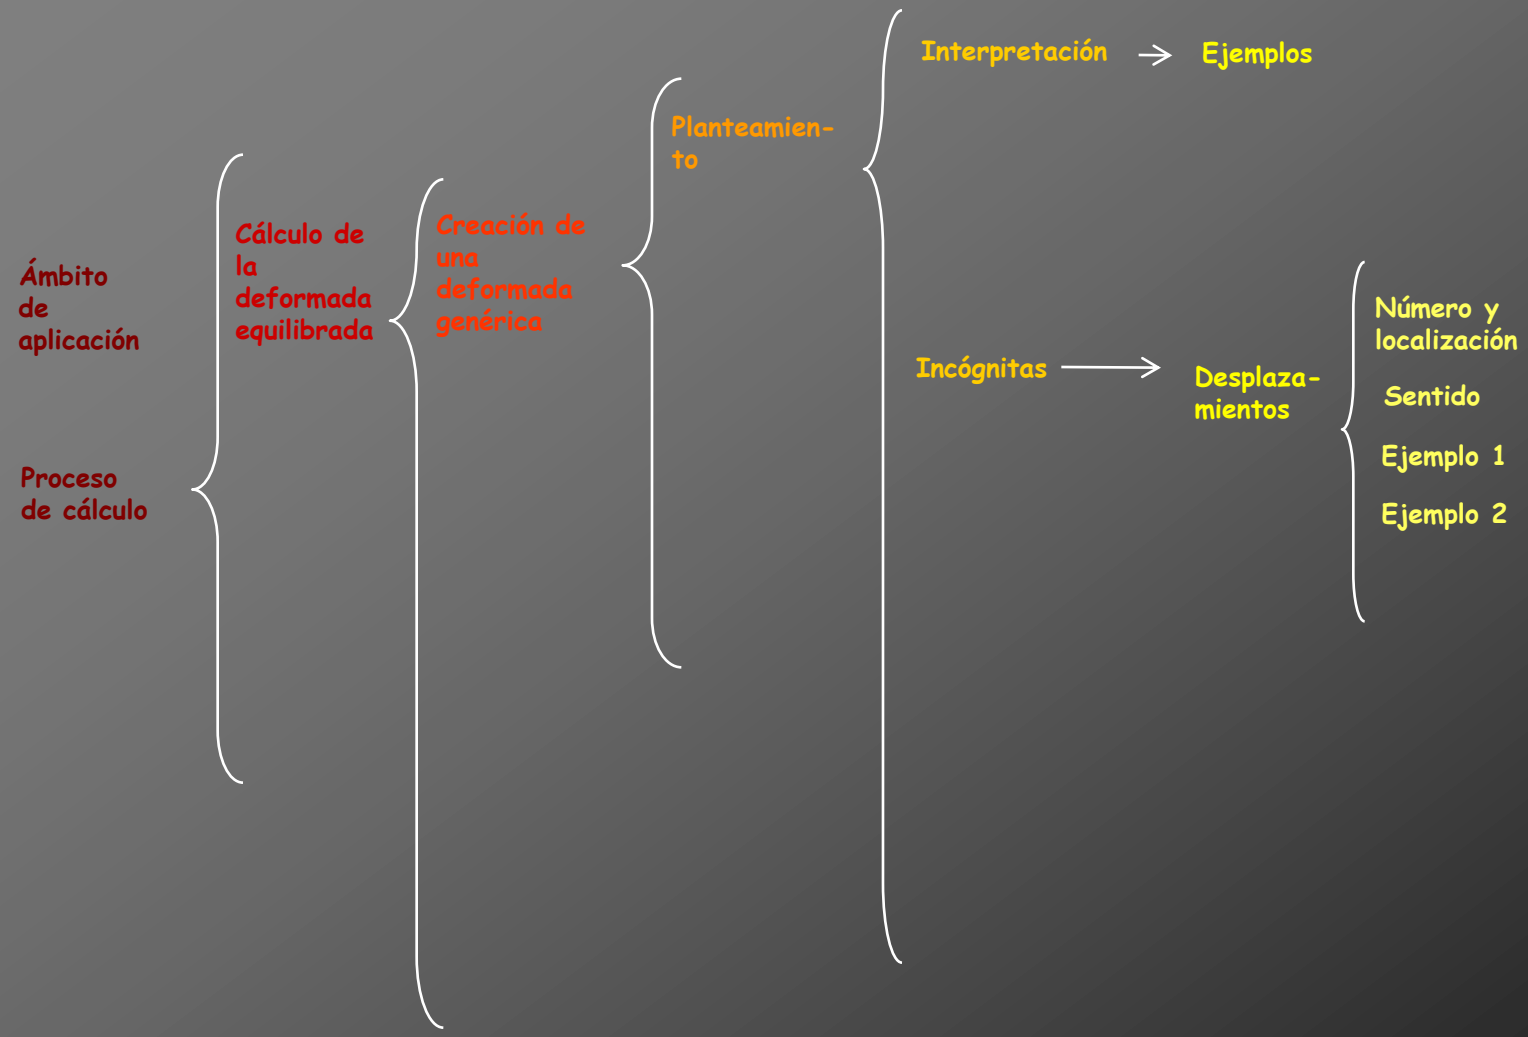 Ámbito
de
aplicación
Proceso
de cálculo
Cálculo de
la
deformada
equilibrada
Creación de
una
deformada
genérica
Planteamien-
to
Interpretación
Ejemplos
Incógnitas
Desplaza-
mientos
Número y
localización
Sentido
Ejemplo 1
Ejemplo 2